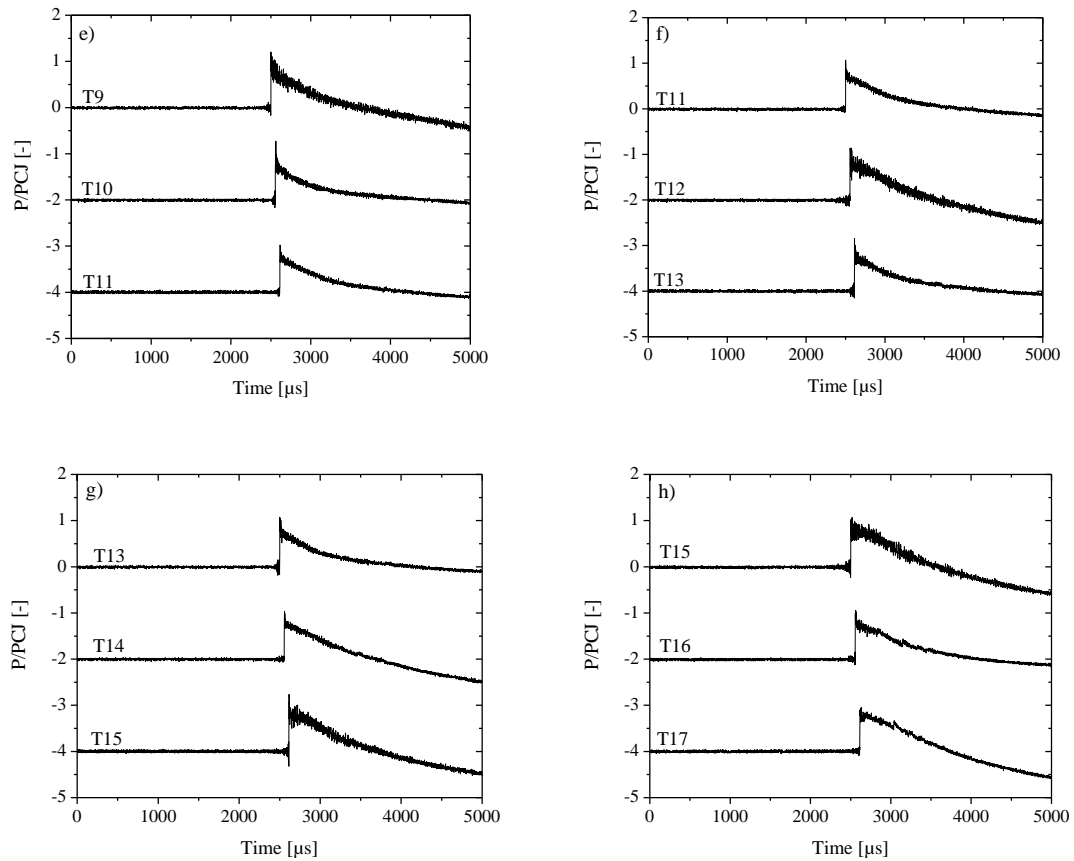 e)
2
1
0
-1
-2
-3
-4
-5
P/PCJ [-]
T9
T10
T11
0 1000 2000 3000 4000 5000
Time [µs]
f)
2
1
0
-1
-2
-3
-4
-5
P/PCJ [-]
T11
T12
T13
0 1000 2000 3000 4000 5000
Time [µs]
g)
2
1
0
-1
-2
-3
-4
-5
P/PCJ [-]
T13
T14
T15
0 1000 2000 3000 4000 5000
Time [µs]
h)
2
1
0
-1
-2
-3
-4
-5
P/PCJ [-]
T15
T16
T17
0 1000 2000 3000 4000 5000
Time [µs]